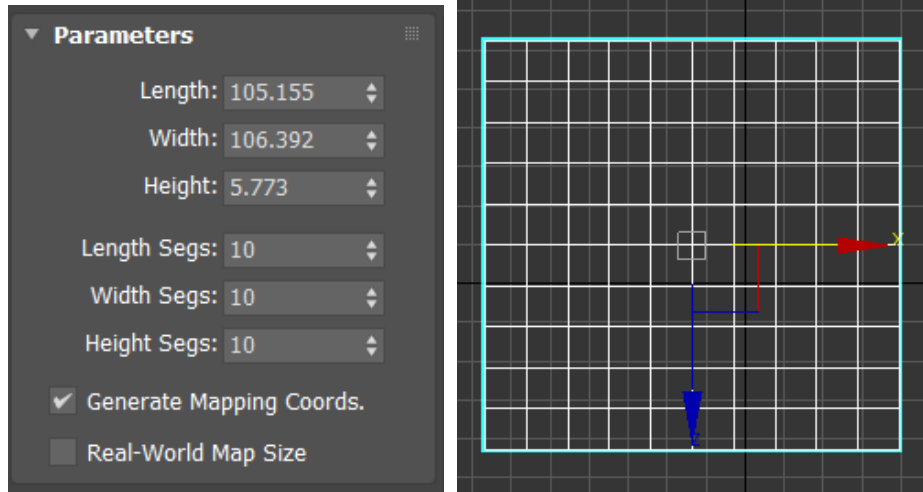 Parameters
Length: 105.155
Width: 106.392
Height: 5.773
Length Segs: 10
Width Segs: 10
Height Segs: 10
Generate Mapping Coords.
Real-World Map Size
X
Z